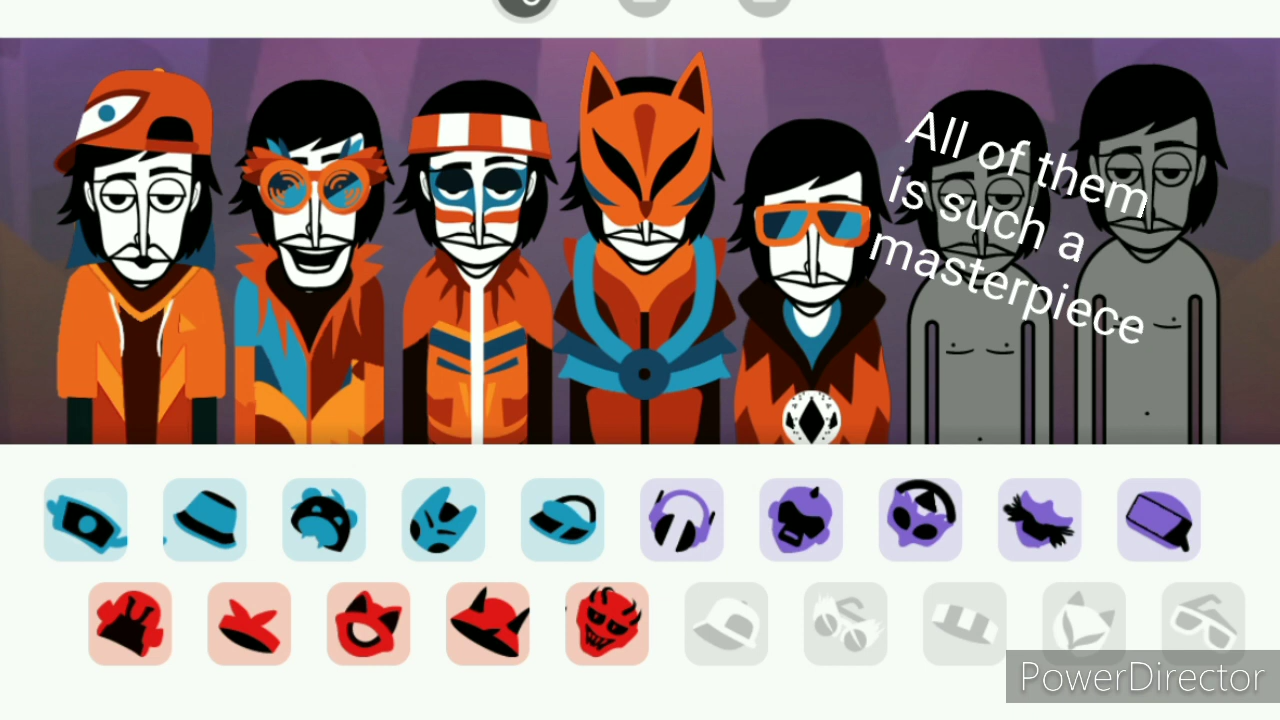 All of them
is such a
masterpiece
PowerDirector